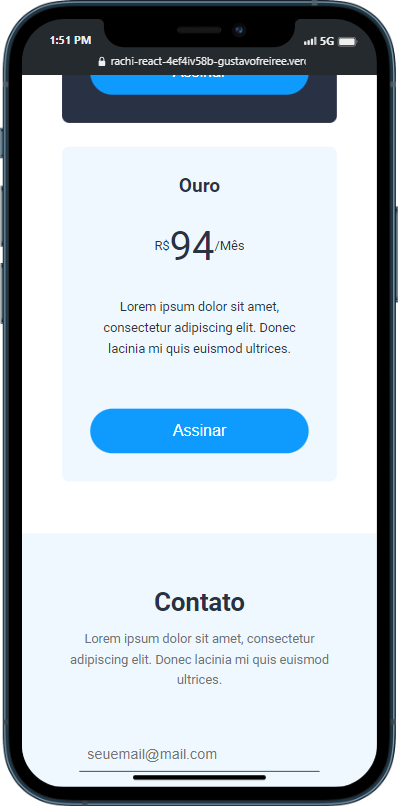 1:51 PM
5G
rachi-react-4ef4iv58b-gustavofreiree.verc
Assinar
Ouro
R$94/Mês
Lorem ipsum dolor sit amet,
consectetur adipiscing elit. Donec
lacinia mi quis euismod ultrices.
Assinar
Contato
Lorem ipsum dolor sit amet, consectetur
adipiscing elit. Donec lacinia mi quis euismod
ultrices.
seuemail@mail.com